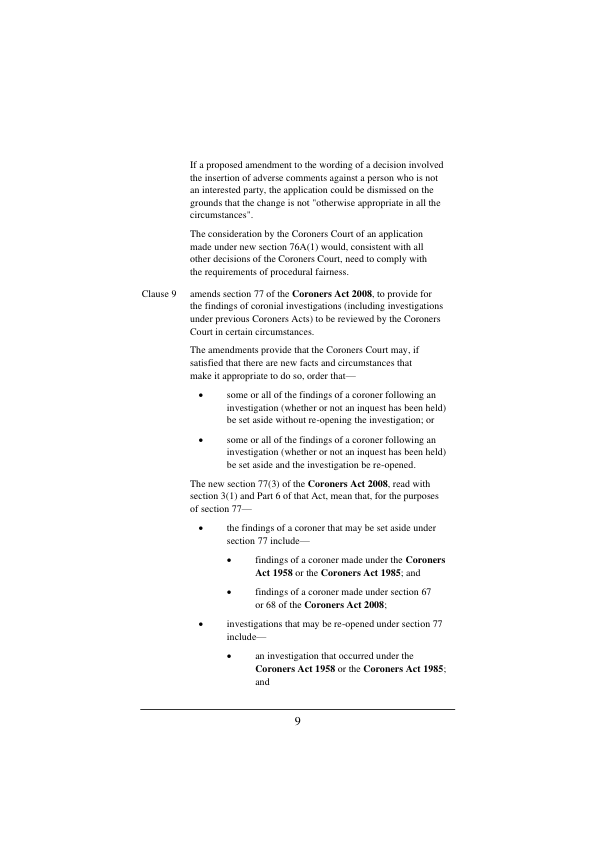 If a proposed amendment to the wording of a decision involved
the insertion of adverse comments against a person who is not
an interested party, the application could be dismissed on the
grounds that the change is not "otherwise appropriate in all the
circumstances".
The consideration by the Coroners Court of an application
made under new section 76A(1) would, consistent with all
other decisions of the Coroners Court, need to comply with
the requirements of procedural fairness.
Clause 9 amends section 77 of the Coroners Act 2008, to provide for
the findings of coronial investigations (including investigations
under previous Coroners Acts) to be reviewed by the Coroners
Court in certain circumstances.
The amendments provide that the Coroners Court may, if
satisfied that there are new facts and circumstances that
make it appropriate to do so, order that—
• some or all of the findings of a coroner following an
investigation (whether or not an inquest has been held)
be set aside without re-opening the investigation; or
• some or all of the findings of a coroner following an
investigation (whether or not an inquest has been held)
be set aside and the investigation be re-opened.
The new section 77(3) of the Coroners Act 2008, read with
section 3(1) and Part 6 of that Act, mean that, for the purposes
of section 77—
• the findings of a coroner that may be set aside under
section 77 include—
• findings of a coroner made under the Coroners
Act 1958 or the Coroners Act 1985; and
• findings of a coroner made under section 67
or 68 of the Coroners Act 2008;
• investigations that may be re-opened under section 77
include—
• an investigation that occurred under the
Coroners Act 1958 or the Coroners Act 1985;
and
9